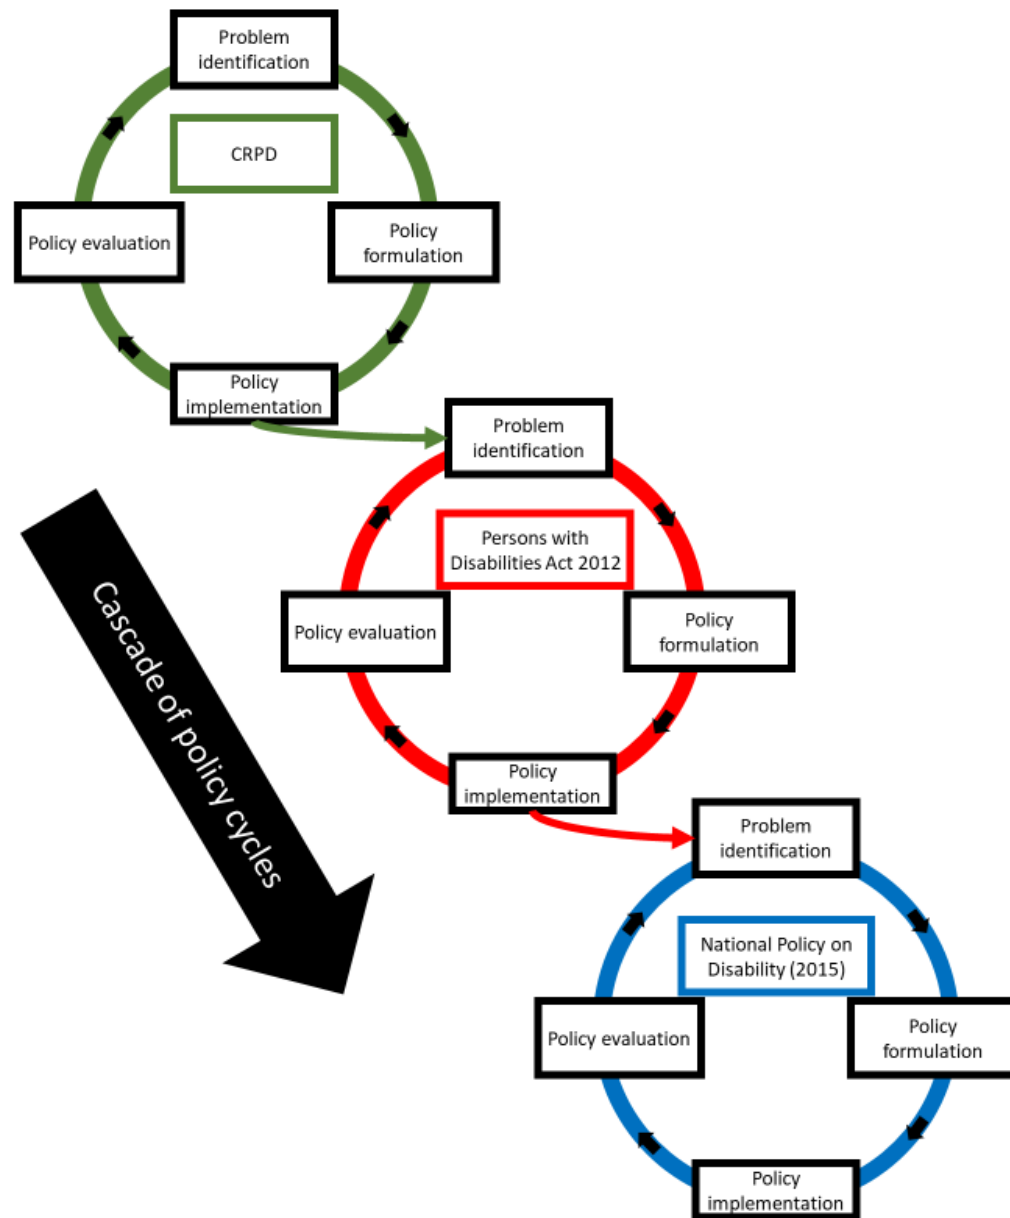 Problem
identification
CRPD
Policy evaluation
Policy
formulation
Policy
implementation
Problem
identification
Persons with
Disabilities Act 2012
Policy evaluation
Policy
formulation
Policy
implementation
Cascade of policy cycles
Problem
identification
National Policy on
Disability (2015)
Policy evaluation
Policy
formulation
Policy
implementation